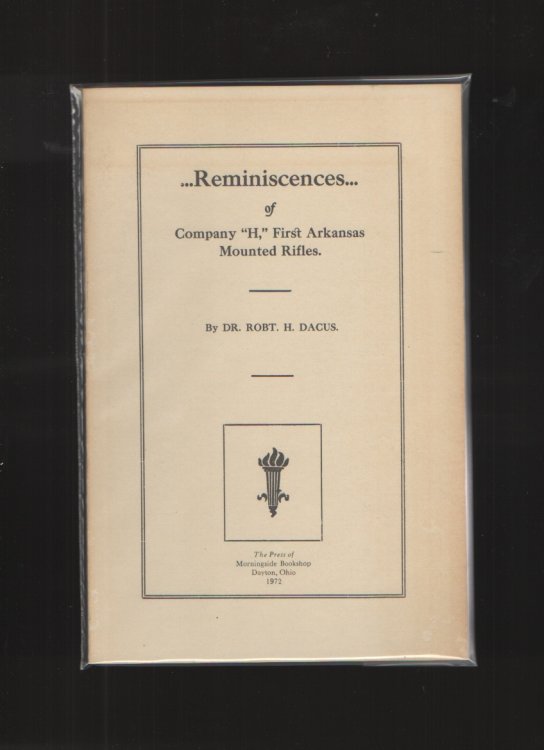 ...Reminiscences...
of
Company "H," First Arkansas
Mounted Rifles.
By DR. ROBT. H. DACUS.
The Press of
Morningside Bookshop
Dayton, Ohio
1972